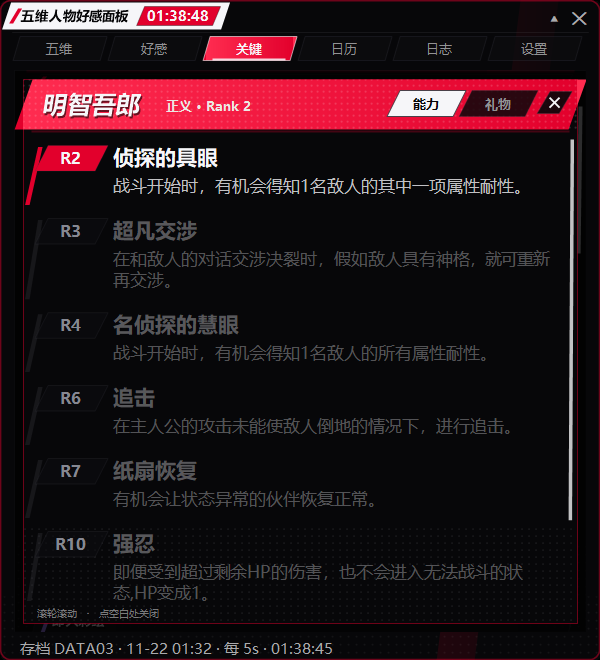 五维人物好感面板 01:38:48
五维 好感 关键 日历 日志 设置
明智吾郎 正义 • Rank 2 能力 礼物
R2 侦探的具眼
战斗开始时，有机会得知1名敌人的其中一项属性耐性。
R3 超凡交涉
在和敌人的对话交涉决裂时，假如敌人具有神格，就可重新
再交涉。
R4 名侦探的慧眼
战斗开始时，有机会得知1名敌人的所有属性耐性。
R6 追击
在主人公的攻击未能使敌人倒地的情况下，进行追击。
R7 纸扇恢复
有机会让状态异常的伙伴恢复正常。
R10 强忍
即便受到超过剩余HP的伤害，也不会进入无法战斗的状
态,HP变成1。
滚轮滚动 · 点空白处关闭
存档 DATA03 · 11-22 01:32 · 每 5s · 01:38:45